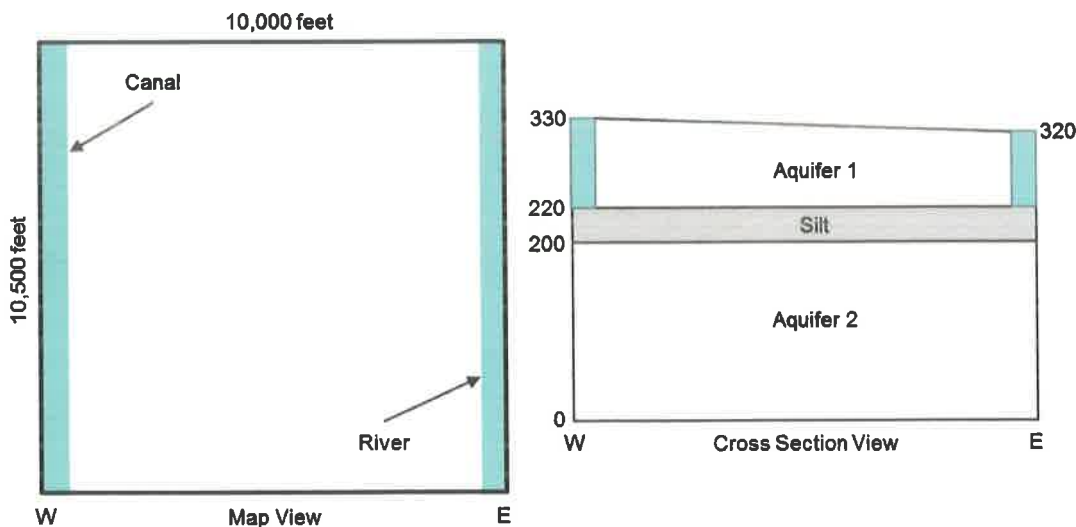 10,000 feet
Canal
10,500 feet
River
W
Map View
E
330
320
Aquifer 1
220
Silt
200
Aquifer 2
0
W
Cross Section View
E